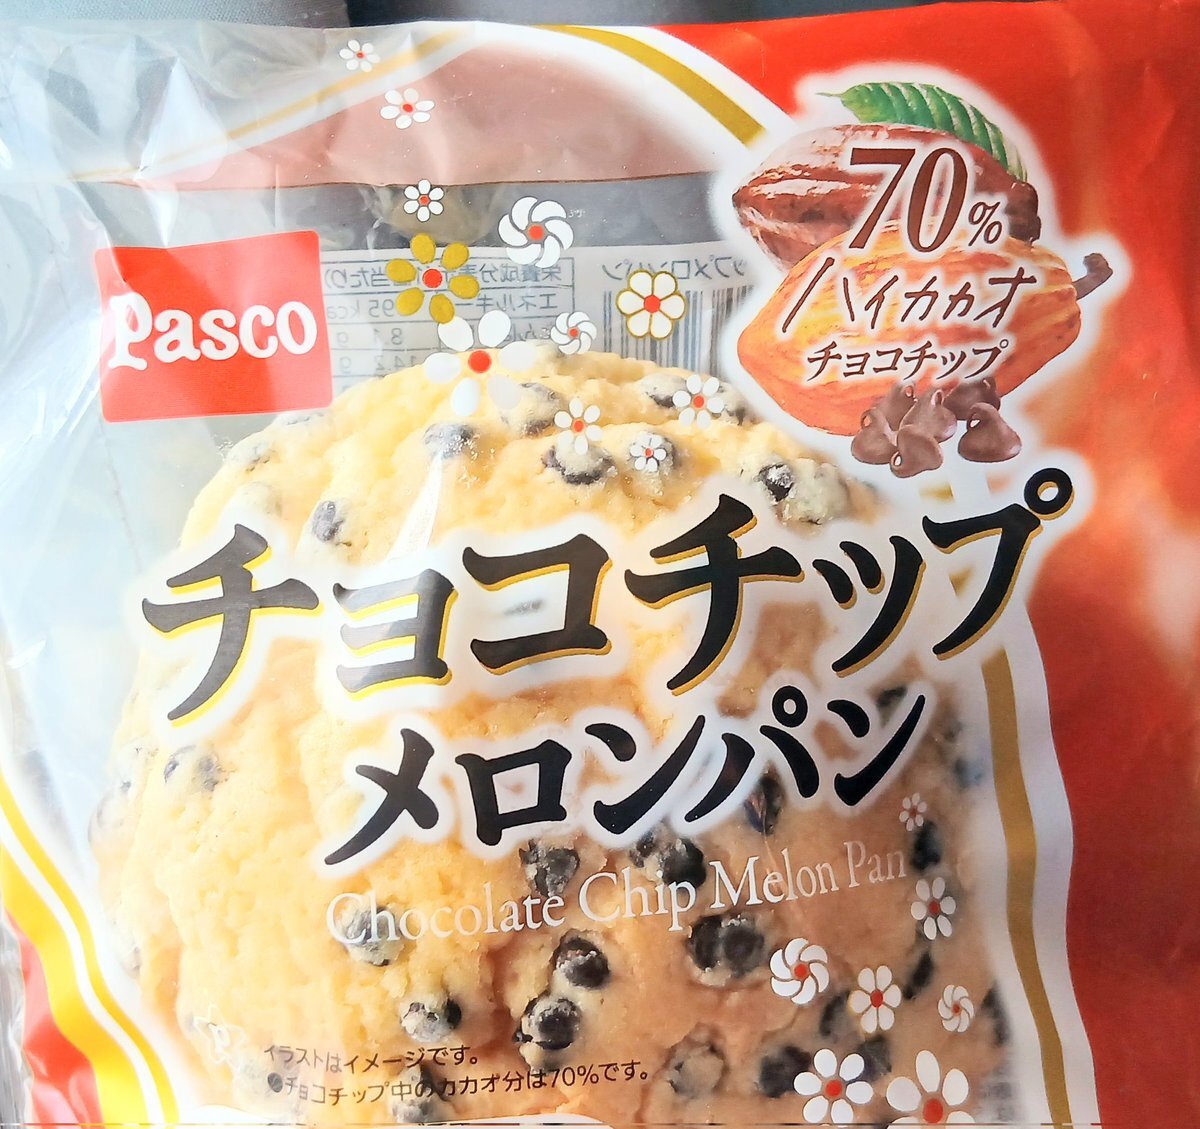 Pasco
70%
ハイカカオ
チョコチップ
チョコチップ
メロンパン
Chocolate Chip Melon Pan
イラストはイメージです。
●チョコチップ中のカカオ分は70%です。